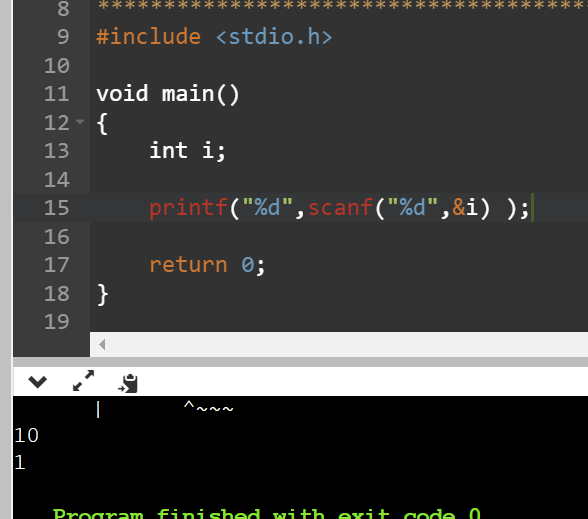 8 *************************************
9 #include <stdio.h>
10
11 void main()
12 {
13 int i;
14
15 printf("%d",scanf("%d",&i) );
16
17 return 0;
18 }
19
| ^~~~
10
1
Program finished with exit code 0